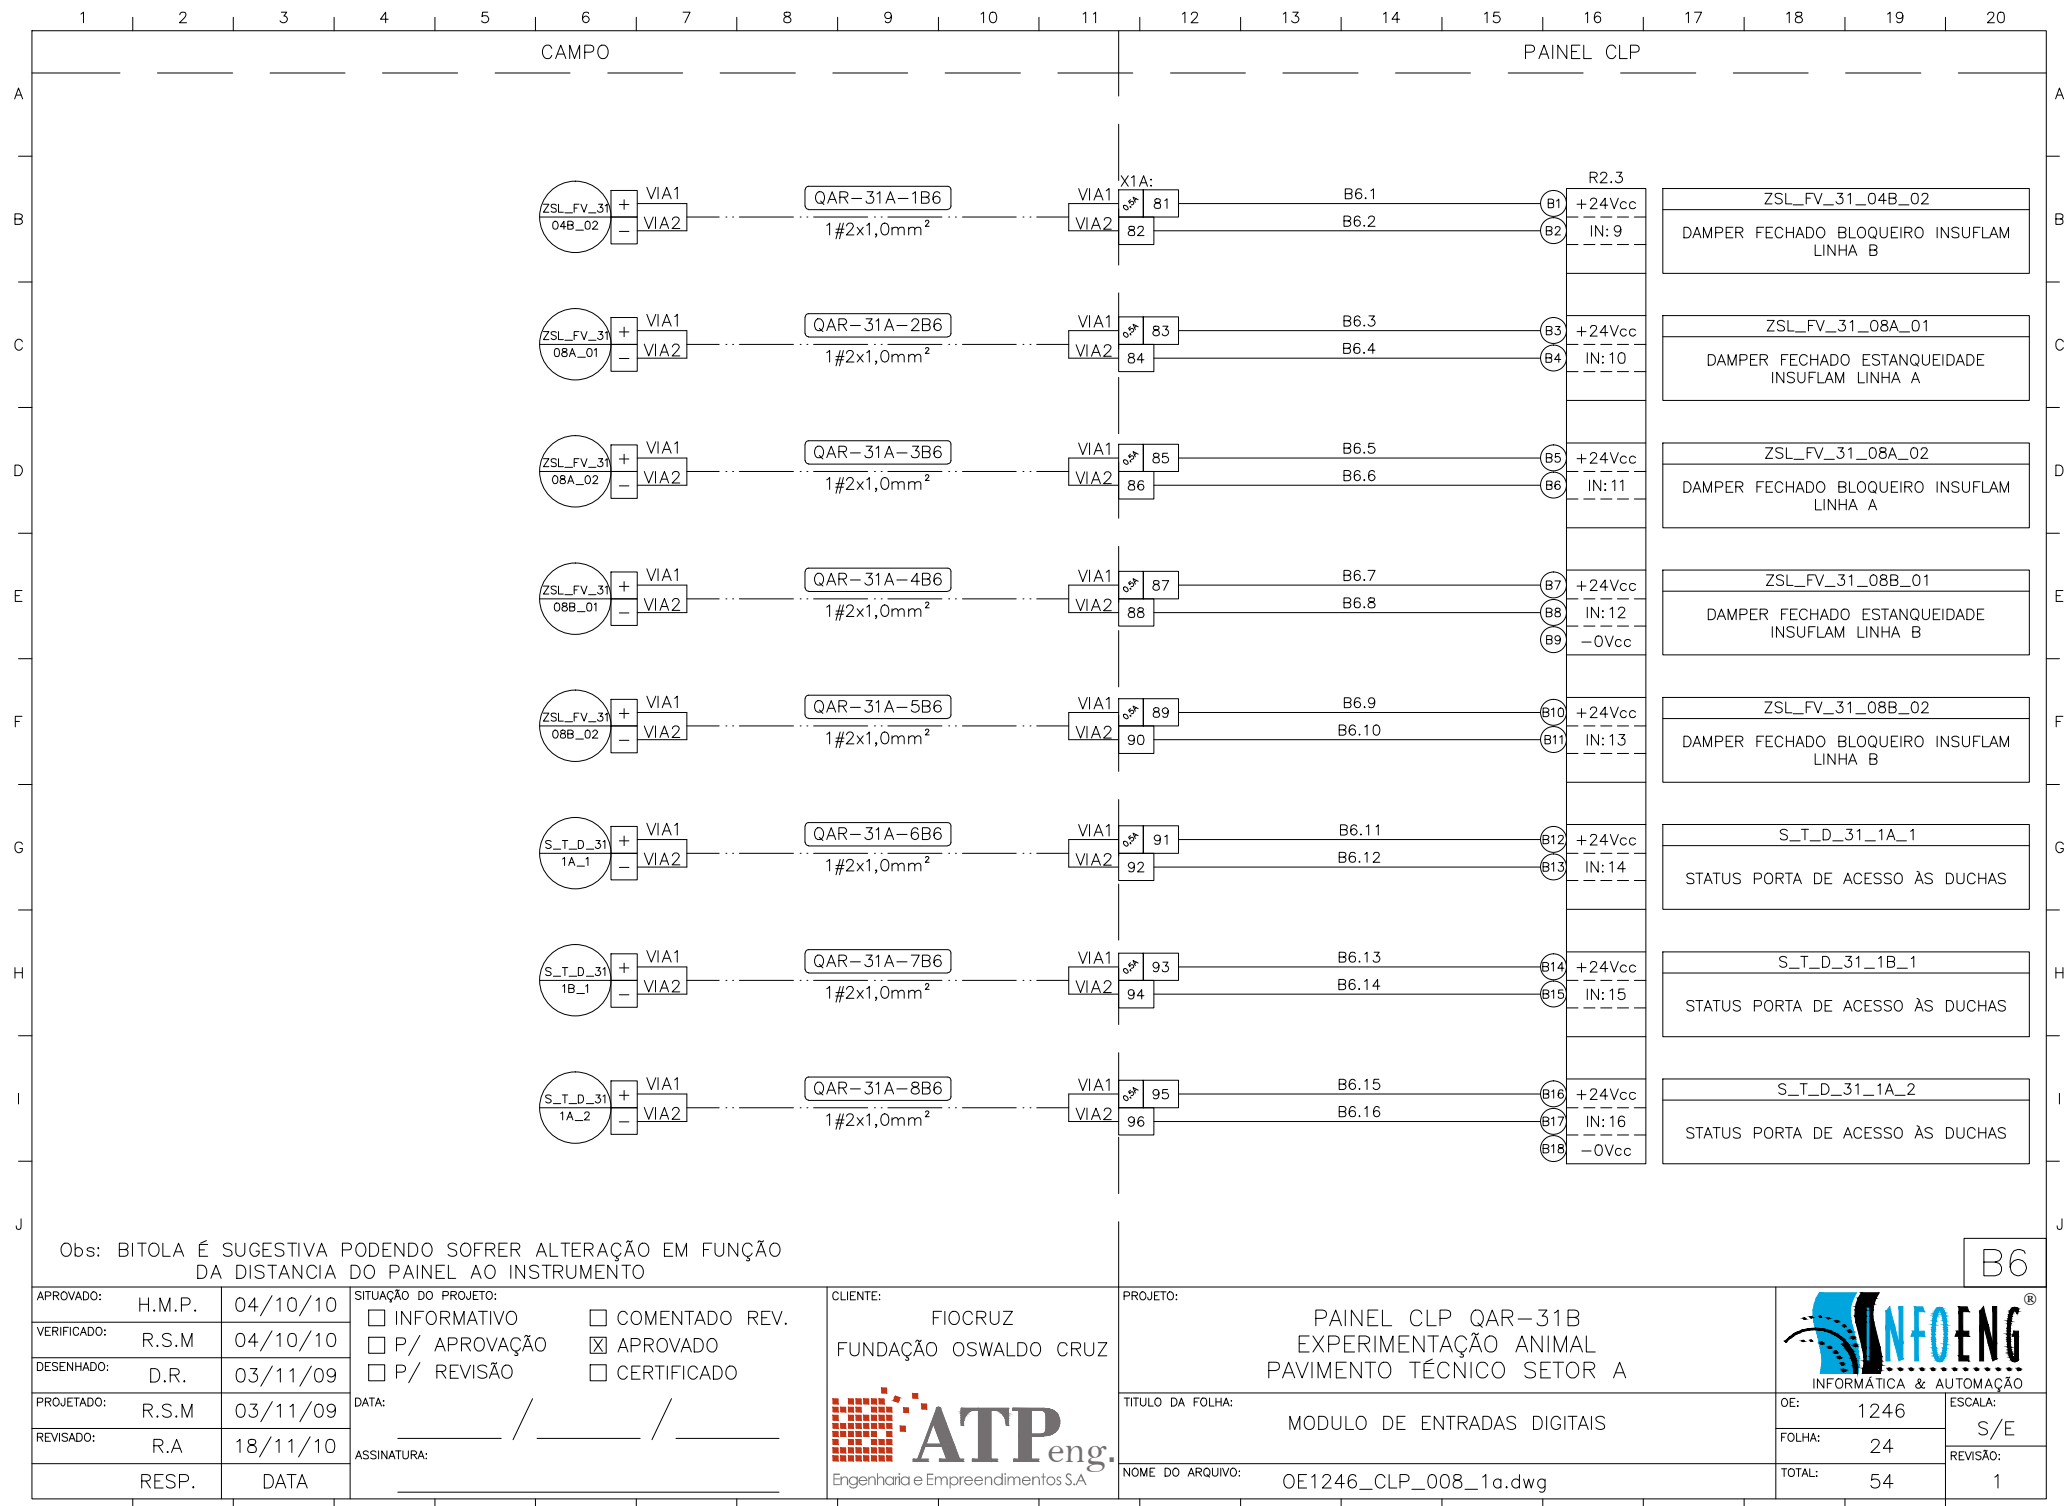 1 2 3 4 5 6 7 8 9 10 11 12 13 14 15 16 17 18 19 20
CAMPO PAINEL CLP
A A
X1A: R2.3
B B
ZSL_FV_31 04B_02
+ VIA1
- VIA2
QAR-31A-1B6
1#2x1,0mm²
VIA1 0,5A 81 B6.1 B1 +24Vcc
VIA2 82 B6.2 B2 IN:9
ZSL_FV_31_04B_02
DAMPER FECHADO BLOQUEIRO INSUFLAM
LINHA B
C C
ZSL_FV_31 08A_01
+ VIA1
- VIA2
QAR-31A-2B6
1#2x1,0mm²
VIA1 0,5A 83 B6.3 B3 +24Vcc
VIA2 84 B6.4 B4 IN:10
ZSL_FV_31_08A_01
DAMPER FECHADO ESTANQUEIDADE
INSUFLAM LINHA A
D D
ZSL_FV_31 08A_02
+ VIA1
- VIA2
QAR-31A-3B6
1#2x1,0mm²
VIA1 0,5A 85 B6.5 B5 +24Vcc
VIA2 86 B6.6 B6 IN:11
ZSL_FV_31_08A_02
DAMPER FECHADO BLOQUEIRO INSUFLAM
LINHA A
E E
ZSL_FV_31 08B_01
+ VIA1
- VIA2
QAR-31A-4B6
1#2x1,0mm²
VIA1 0,5A 87 B6.7 B7 +24Vcc
VIA2 88 B6.8 B8 IN:12
B9 -0Vcc
ZSL_FV_31_08B_01
DAMPER FECHADO ESTANQUEIDADE
INSUFLAM LINHA B
F F
ZSL_FV_31 08B_02
+ VIA1
- VIA2
QAR-31A-5B6
1#2x1,0mm²
VIA1 0,5A 89 B6.9 B10 +24Vcc
VIA2 90 B6.10 B11 IN:13
ZSL_FV_31_08B_02
DAMPER FECHADO BLOQUEIRO INSUFLAM
LINHA B
G G
S_T_D_31 1A_1
+ VIA1
- VIA2
QAR-31A-6B6
1#2x1,0mm²
VIA1 0,5A 91 B6.11 B12 +24Vcc
VIA2 92 B6.12 B13 IN:14
S_T_D_31_1A_1
STATUS PORTA DE ACESSO ÀS DUCHAS
H H
S_T_D_31 1B_1
+ VIA1
- VIA2
QAR-31A-7B6
1#2x1,0mm²
VIA1 0,5A 93 B6.13 B14 +24Vcc
VIA2 94 B6.14 B15 IN:15
S_T_D_31_1B_1
STATUS PORTA DE ACESSO ÀS DUCHAS
I I
S_T_D_31 1A_2
+ VIA1
- VIA2
QAR-31A-8B6
1#2x1,0mm²
VIA1 0,5A 95 B6.15 B16 +24Vcc
VIA2 96 B6.16 B17 IN:16
B18 -0Vcc
S_T_D_31_1A_2
STATUS PORTA DE ACESSO ÀS DUCHAS
J J
Obs: BITOLA É SUGESTIVA PODENDO SOFRER ALTERAÇÃO EM FUNÇÃO
DA DISTANCIA DO PAINEL AO INSTRUMENTO
B6
APROVADO: H.M.P. 04/10/10
VERIFICADO: R.S.M 04/10/10
DESENHADO: D.R. 03/11/09
PROJETADO: R.S.M 03/11/09
REVISADO: R.A 18/11/10
RESP. DATA
SITUAÇÃO DO PROJETO:
INFORMATIVO COMENTADO REV.
P/ APROVAÇÃO X APROVADO
P/ REVISÃO CERTIFICADO
DATA: / /
ASSINATURA:
CLIENTE:
FIOCRUZ
FUNDAÇÃO OSWALDO CRUZ
ATPeng.
Engenharia e Empreendimentos S.A
PROJETO:
PAINEL CLP QAR-31B
EXPERIMENTAÇÃO ANIMAL
PAVIMENTO TÉCNICO SETOR A
TITULO DA FOLHA:
MODULO DE ENTRADAS DIGITAIS
NOME DO ARQUIVO: OE1246_CLP_008_1a.dwg
INFOENG ®
INFORMÁTICA & AUTOMAÇÃO
OE: 1246
FOLHA: 24
TOTAL: 54
ESCALA: S/E
REVISÃO: 1